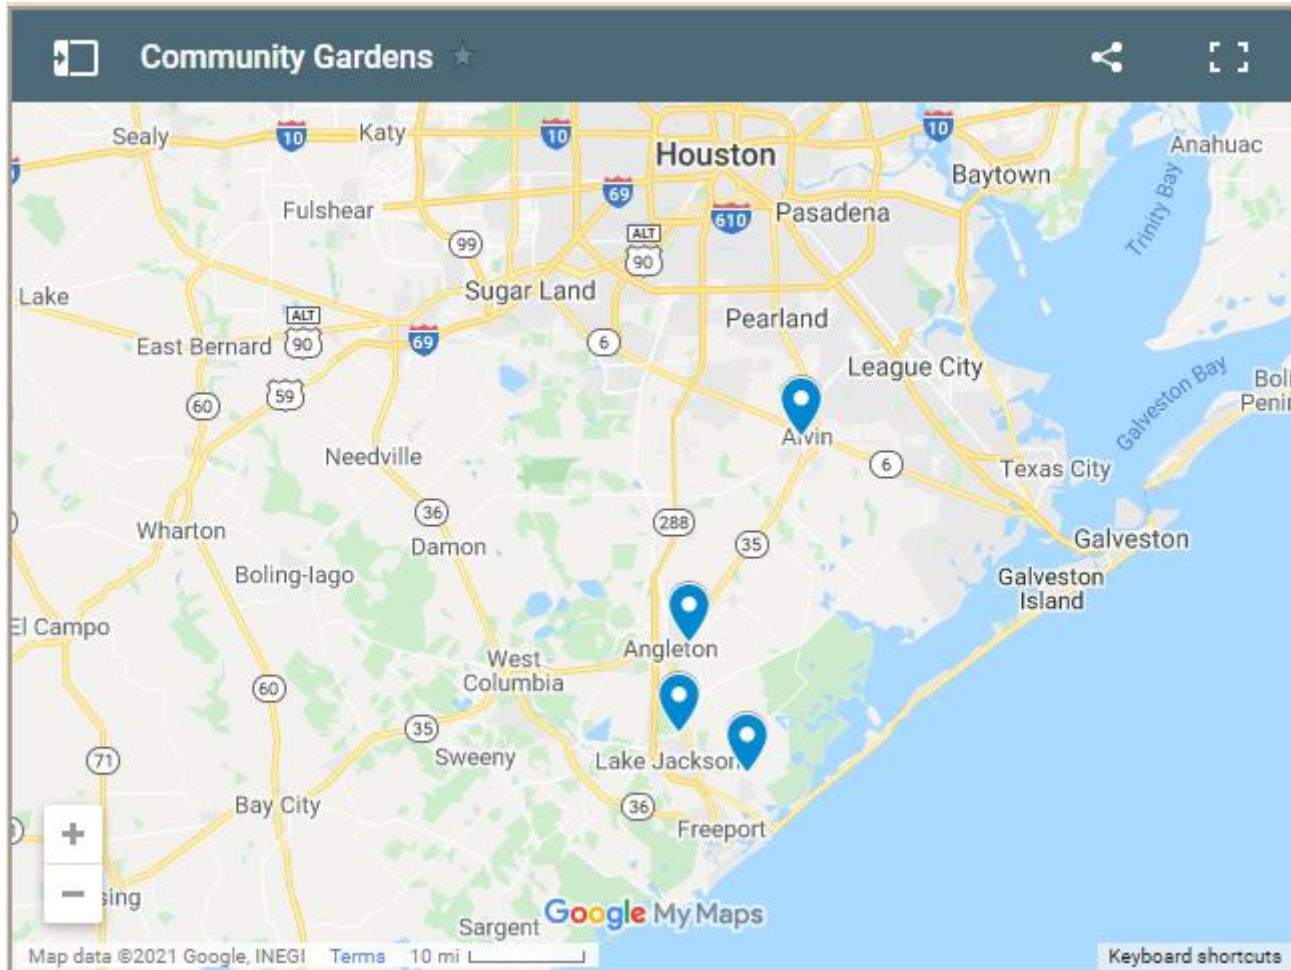 Community Gardens
Sealy
10
Katy
10
10
Anahuac
Houston
Baytown
69
Fulshear
610
Pasadena
Trinity Bay
99
ALT
90
Lake
Sugar Land
ALT
90
Pearland
East Bernard
69
6
League City
Galveston Bay
59
60
Alvin
Needville
6
Texas City
36
288
Wharton
Damon
35
Galveston
Boling-Iago
Galveston
Island
El Campo
Angleton
West
Columbia
60
35
Sweeny
Lake Jackson
71
Bay City
36
Freeport
+
−
Sargent
Google My Maps
Map data ©2021 Google, INEGI Terms 10 mi
Keyboard shortcuts